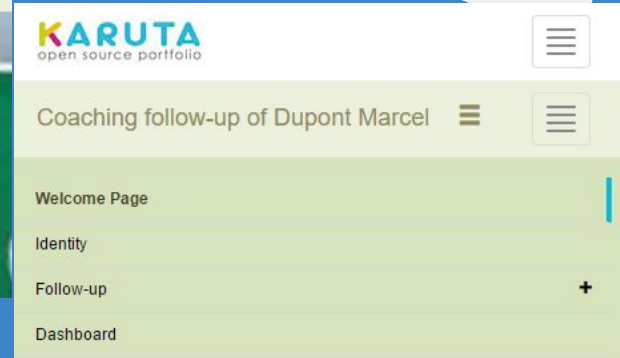 KARUTA
open source portfolio
Coaching follow-up of Dupont Marcel
Welcome Page
Identity
Follow-up
Dashboard